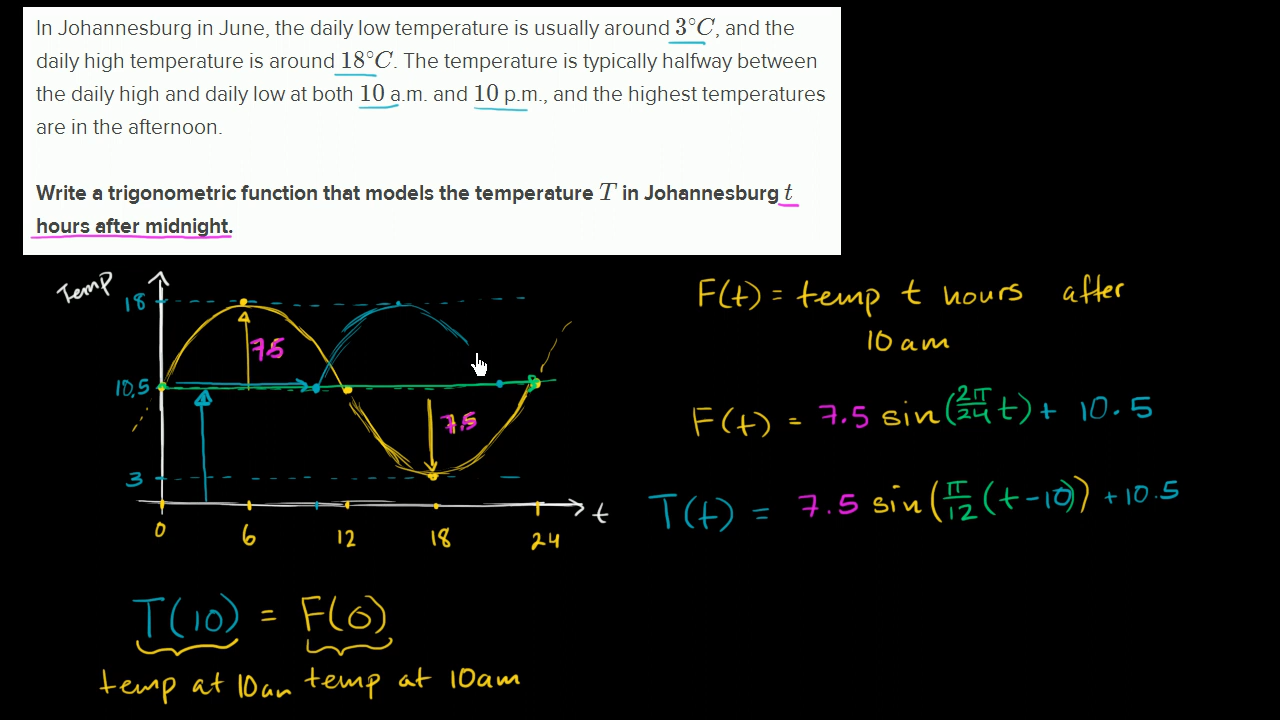 In Johannesburg in June, the daily low temperature is usually around 3°C, and the
daily high temperature is around 18°C. The temperature is typically halfway between
the daily high and daily low at both 10 a.m. and 10 p.m., and the highest temperatures
are in the afternoon.
Write a trigonometric function that models the temperature T in Johannesburg t
hours after midnight.
Temp
18
7.5
10.5
7.5
3
0
6
12
18
24
t
F(t) = temp t hours after
10 am
F(t) = 7.5 sin(2π/24 t) + 10.5
T(t) = 7.5 sin(π/12 (t-10)) + 10.5
T(10) = F(0)
temp at 10am temp at 10am